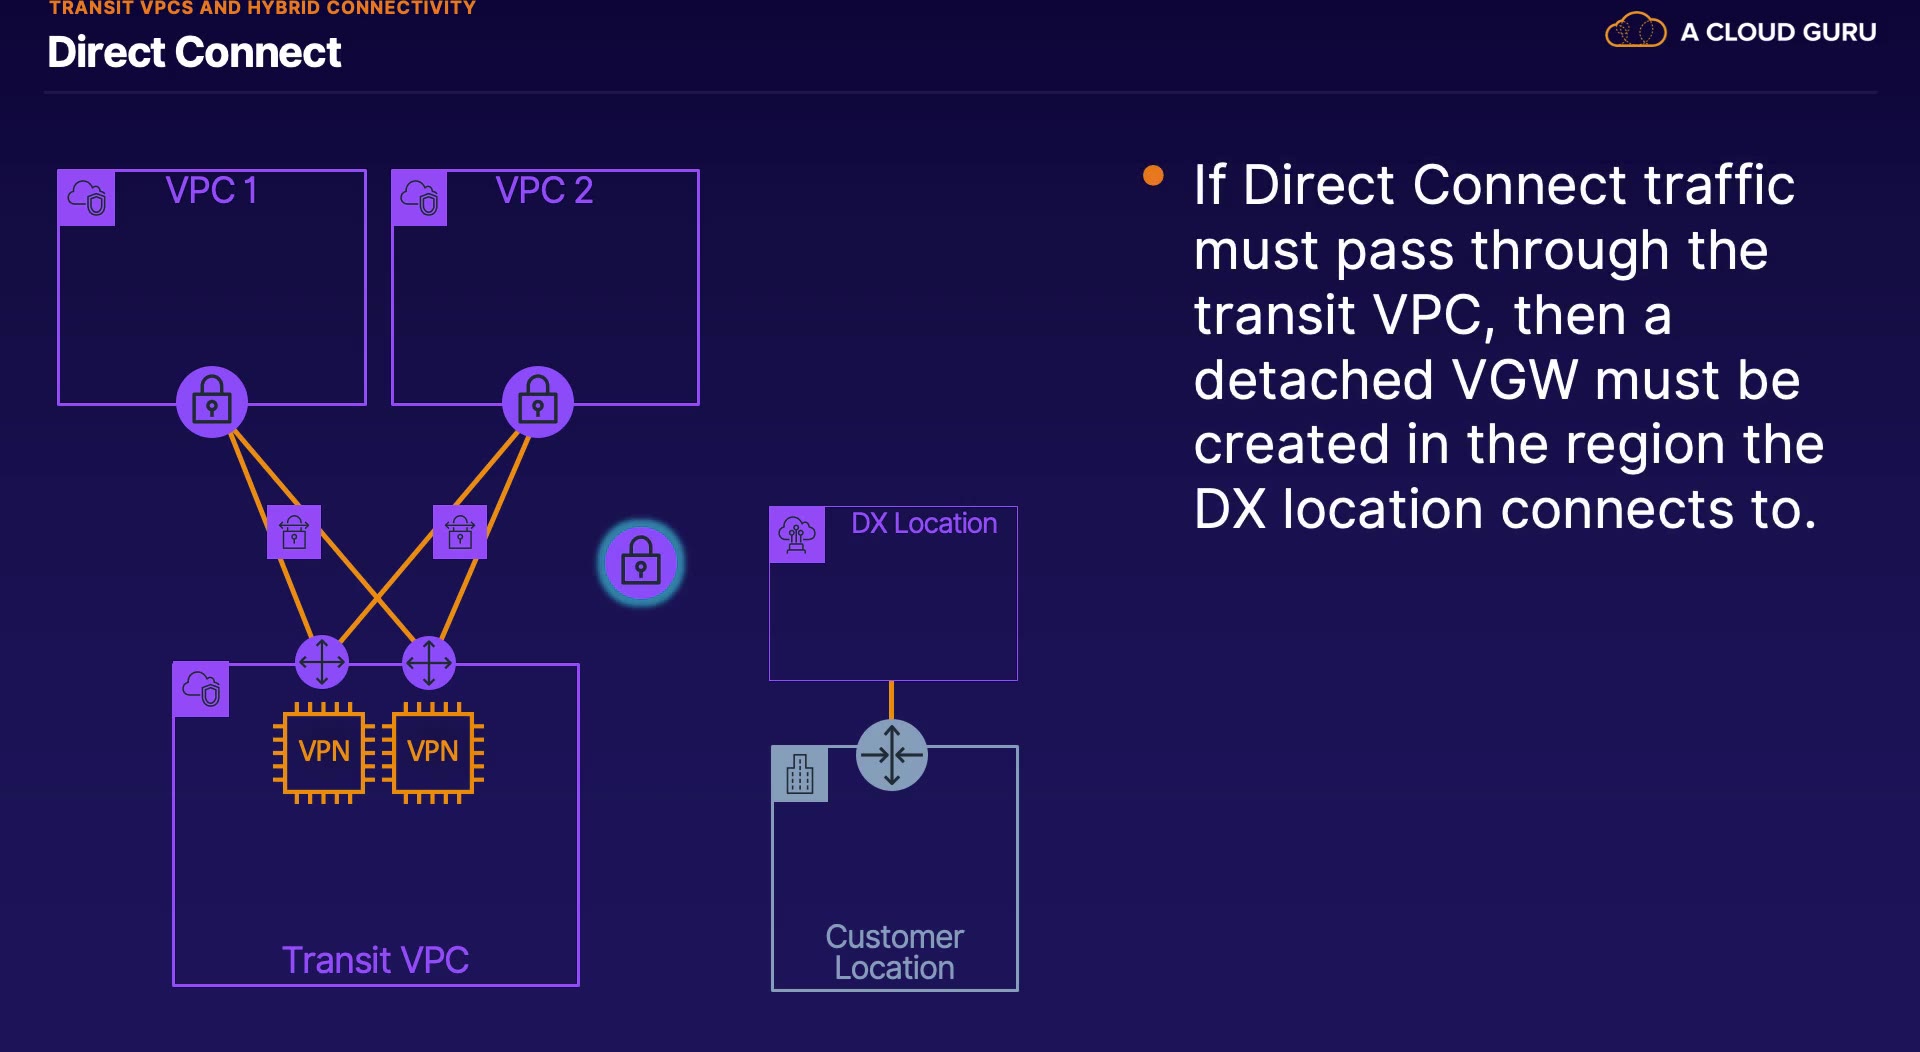 TRANSIT VPCS AND HYBRID CONNECTIVITY
Direct Connect
A CLOUD GURU
VPC 1
VPC 2
If Direct Connect traffic
must pass through the
transit VPC, then a
detached VGW must be
created in the region the
DX location connects to.
DX Location
VPN
VPN
Customer
Location
Transit VPC